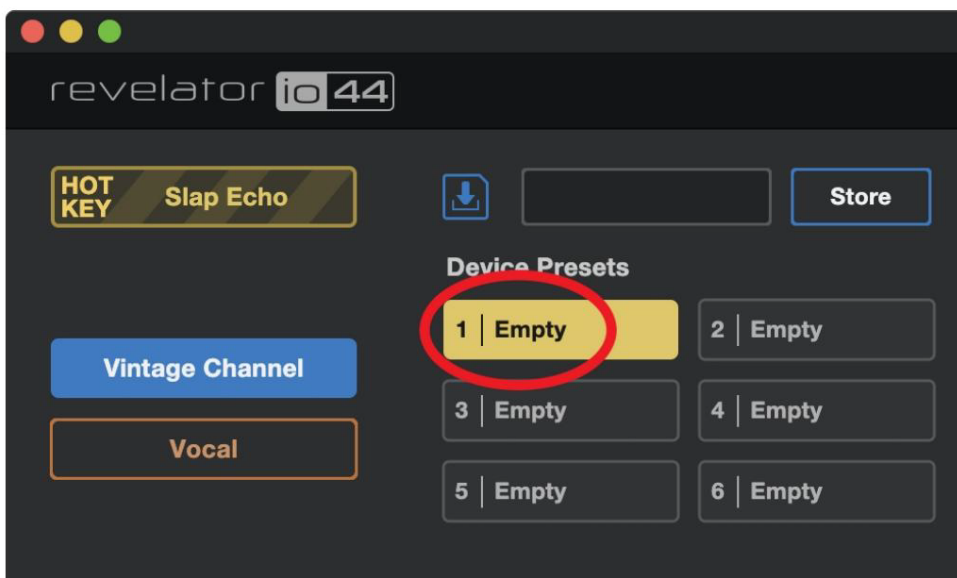 revelator io 44
HOT KEY Slap Echo
Store
Device Presets
1 | Empty
2 | Empty
Vintage Channel
3 | Empty
4 | Empty
Vocal
5 | Empty
6 | Empty